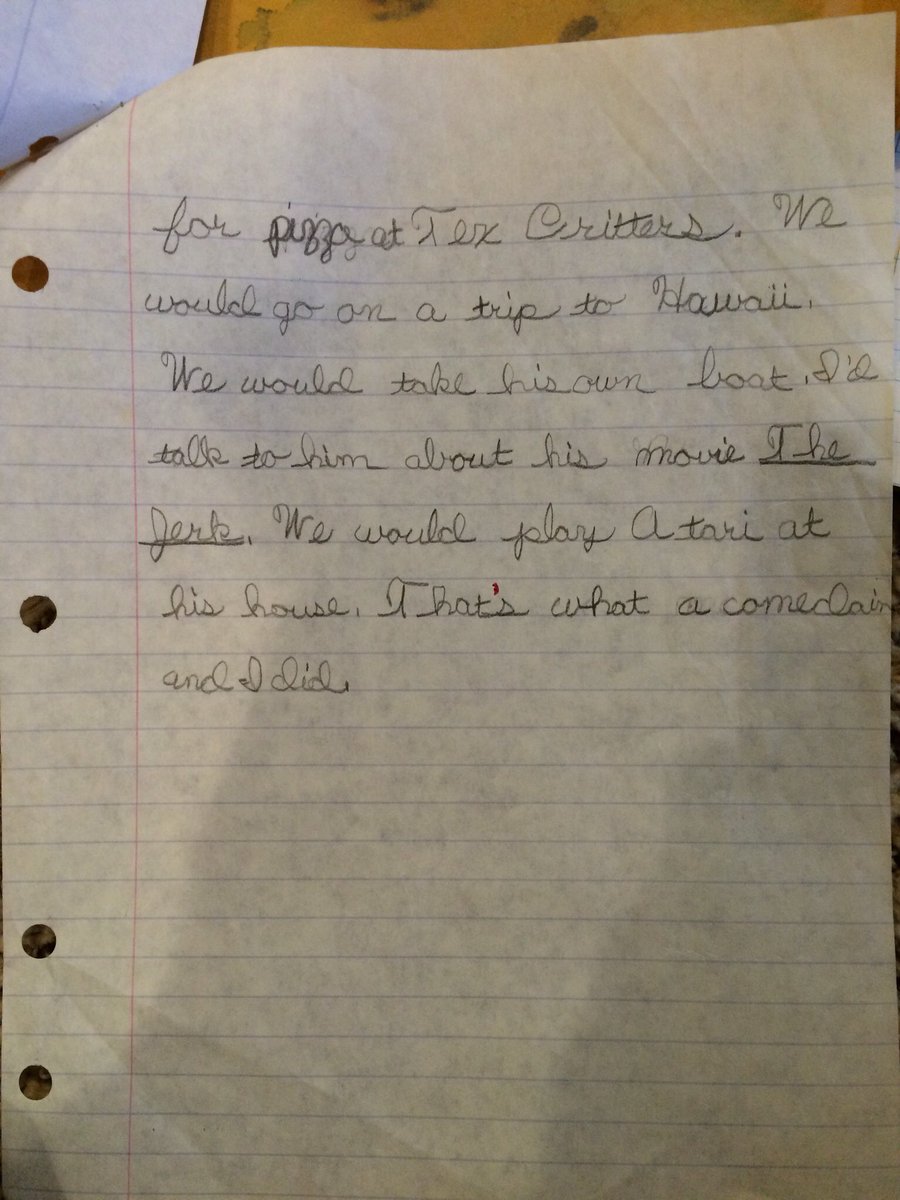 for pizza at Tex Critters. We
would go on a trip to Hawaii.
We would take his own boat. I'd
talk to him about his movie The
Jerk. We would play Atari at
his house. That's what a comedain
and I did.